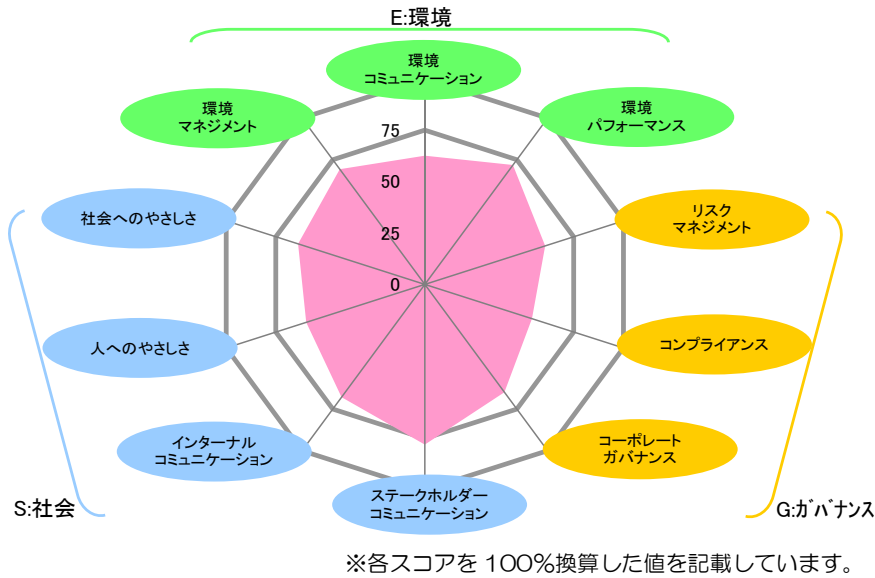 E:環境
環境
コミュニケーション
環境
マネジメント
環境
パフォーマンス
75
50
25
0
社会へのやさしさ
リスク
マネジメント
人へのやさしさ
コンプライアンス
インターナル
コミュニケーション
コーポレート
ガバナンス
ステークホルダー
コミュニケーション
S:社会
G:ガバナンス
※各スコアを100%換算した値を記載しています。